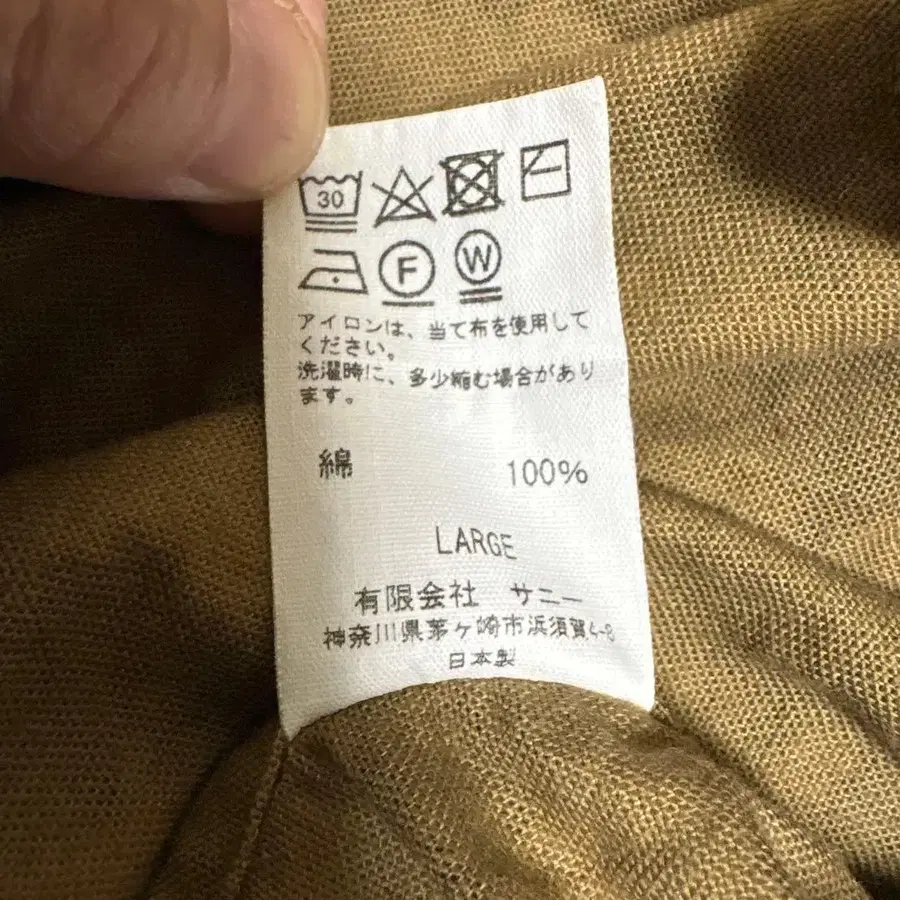 30
F W
アイロンは、当て布を使用して
ください。
洗濯時に、多少縮む場合があり
ます。
綿 100%
LARGE
有限会社 サニー
神奈川県茅ヶ崎市浜須賀4-8
日本製